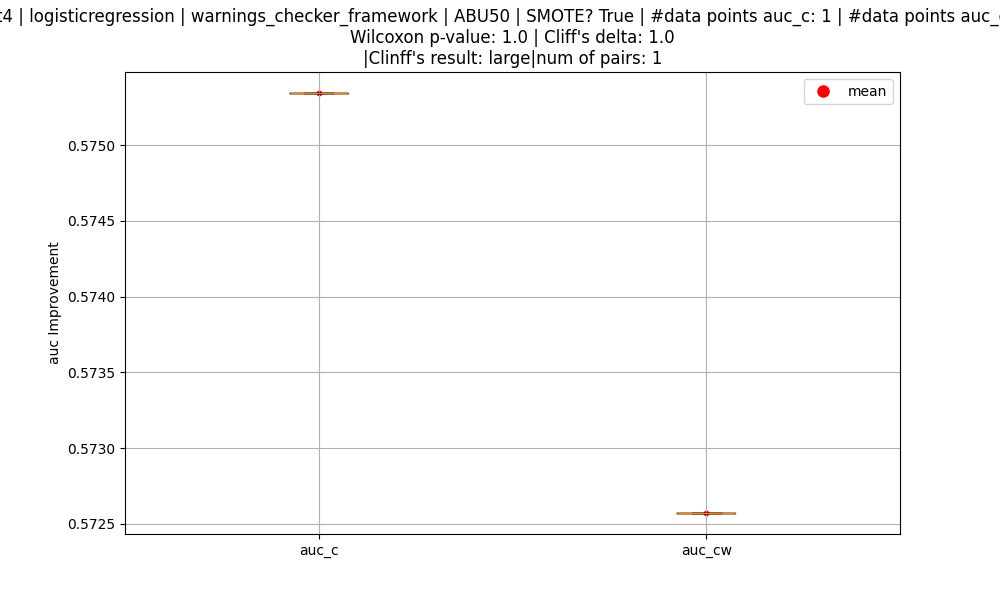 t4 | logisticregression | warnings_checker_framework | ABU50 | SMOTE? True | #data points auc_c: 1 | #data points auc_
Wilcoxon p-value: 1.0 | Cliff's delta: 1.0
|Clinff's result: large|num of pairs: 1
mean
0.5750
0.5745
0.5740
0.5735
0.5730
0.5725
auc Improvement
auc_c
auc_cw